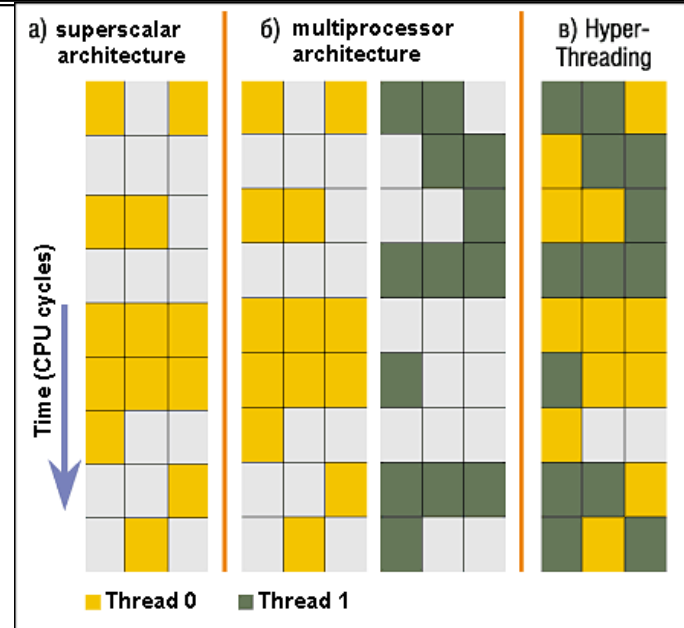 а) superscalar
architecture
б) multiprocessor
architecture
в) Hyper-
Threading
Time (CPU cycles)
Thread 0
Thread 1